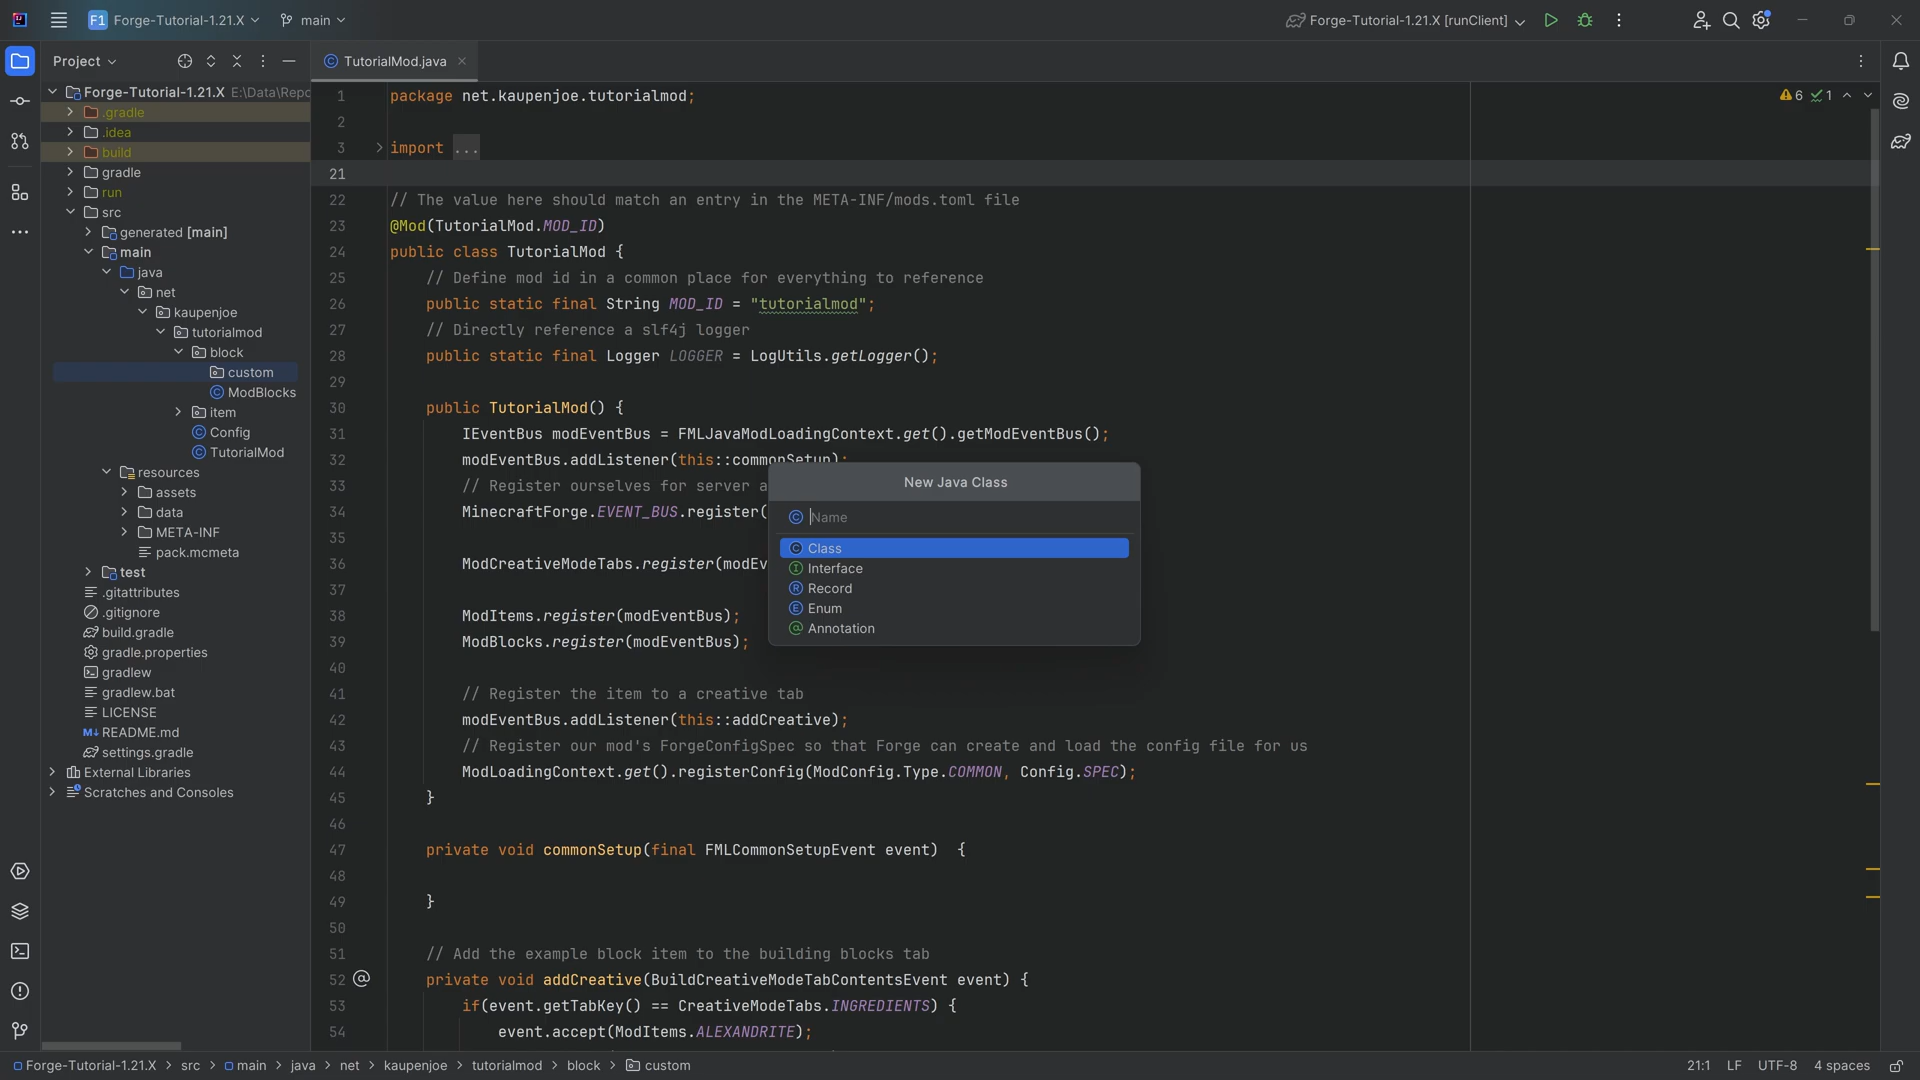 F1 Forge-Tutorial-1.21.X main Forge-Tutorial-1.21.X [runClient]
Project TutorialMod.java
Forge-Tutorial-1.21.X E:\Data\Repo
.gradle
.idea
build
gradle
run
src
generated [main]
main
java
net
kaupenjoe
tutorialmod
block
custom
ModBlocks
item
Config
TutorialMod
resources
assets
data
META-INF
pack.mcmeta
test
.gitattributes
.gitignore
build.gradle
gradle.properties
gradlew
gradlew.bat
LICENSE
M↓ README.md
settings.gradle
External Libraries
Scratches and Consoles
6 1
1 package net.kaupenjoe.tutorialmod;
2
3 import ...
21
22 // The value here should match an entry in the META-INF/mods.toml file
23 @Mod(TutorialMod.MOD_ID)
24 public class TutorialMod {
25 // Define mod id in a common place for everything to reference
26 public static final String MOD_ID = "tutorialmod";
27 // Directly reference a slf4j logger
28 public static final Logger LOGGER = LogUtils.getLogger();
29
30 public TutorialMod() {
31 IEventBus modEventBus = FMLJavaModLoadingContext.get().getModEventBus();
32 modEventBus.addListener(this::commonSetup);
33 // Register ourselves for server a
34 MinecraftForge.EVENT_BUS.register(
35
36 ModCreativeModeTabs.register(modEv
37
38 ModItems.register(modEventBus);
39 ModBlocks.register(modEventBus);
40
41 // Register the item to a creative tab
42 modEventBus.addListener(this::addCreative);
43 // Register our mod's ForgeConfigSpec so that Forge can create and load the config file for us
44 ModLoadingContext.get().registerConfig(ModConfig.Type.COMMON, Config.SPEC);
45 }
46
47 private void commonSetup(final FMLCommonSetupEvent event) {
48
49 }
50
51 // Add the example block item to the building blocks tab
52 @ private void addCreative(BuildCreativeModeTabContentsEvent event) {
53 if(event.getTabKey() == CreativeModeTabs.INGREDIENTS) {
54 event.accept(ModItems.ALEXANDRITE);
New Java Class
C Name
C Class
I Interface
R Record
E Enum
@ Annotation
Forge-Tutorial-1.21.X > src > main > java > net > kaupenjoe > tutorialmod > block > custom 21:1 LF UTF-8 4 spaces